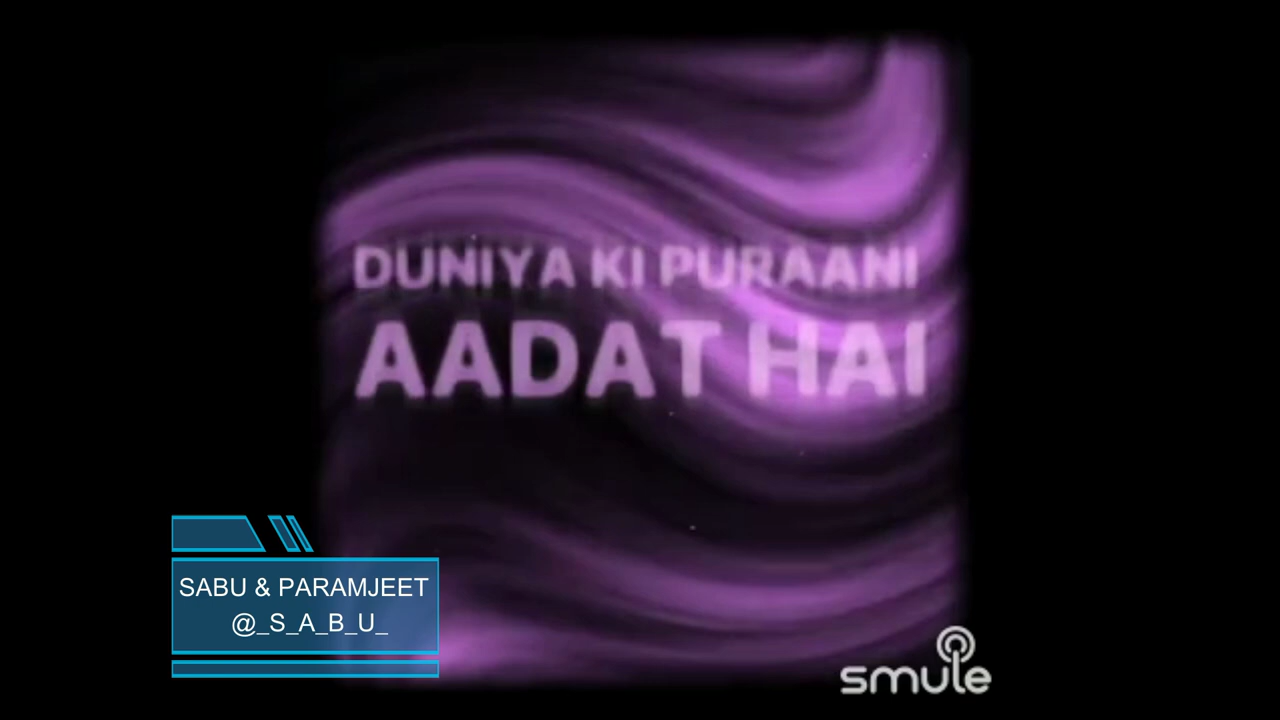 DUNIYA KI PURAANI
AADAT HAI
SABU & PARAMJEET
@_S_A_B_U_
smule